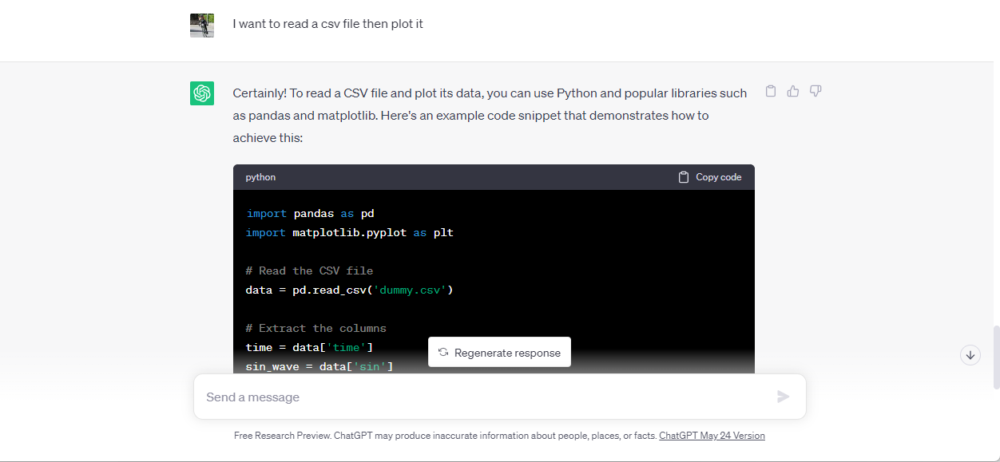 I want to read a csv file then plot it
Certainly! To read a CSV file and plot its data, you can use Python and popular libraries such
as pandas and matplotlib. Here's an example code snippet that demonstrates how to
achieve this:
python
Copy code
import pandas as pd
import matplotlib.pyplot as plt
# Read the CSV file
data = pd.read_csv('dummy.csv')
# Extract the columns
time = data['time']
Regenerate response
sin_wave = data['sin']
Send a message
Free Research Preview. ChatGPT may produce inaccurate information about people, places, or facts. ChatGPT May 24 Version